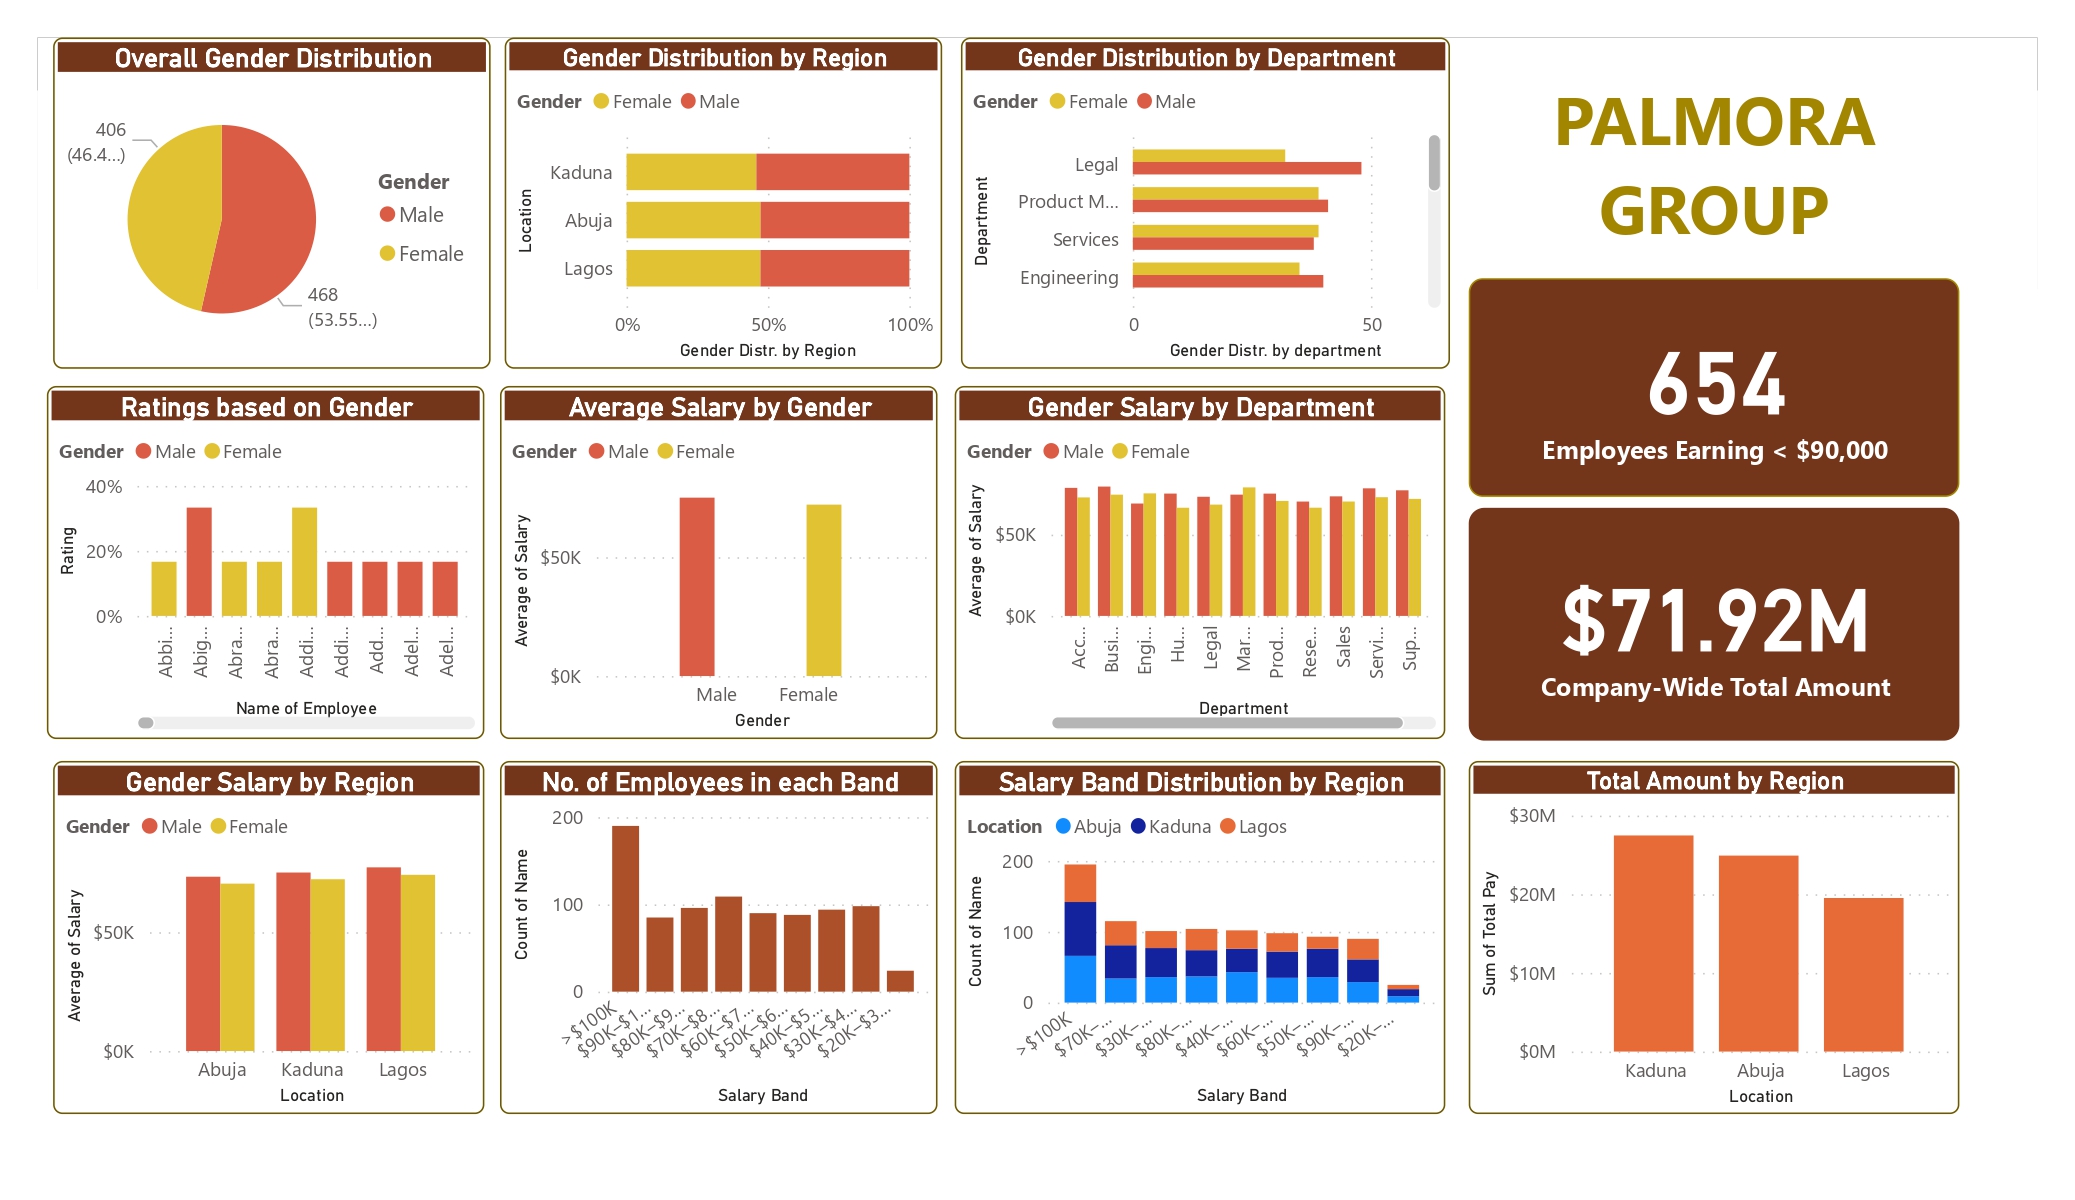 Overall Gender Distribution
406
(46.4...)
Gender
Male
Female
468
(53.55...)
Gender Distribution by Region
Gender Female Male
Location
Kaduna
Abuja
Lagos
0% 50% 100%
Gender Distr. by Region
Gender Distribution by Department
Gender Female Male
Department
Legal
Product M...
Services
Engineering
0 50
Gender Distr. by department
PALMORA
GROUP
654
Employees Earning < $90,000
$71.92M
Company-Wide Total Amount
Ratings based on Gender
Gender Male Female
Rating
40%
20%
0%
Abbi... Abig... Abra... Abra... Addi... Addi... Add... Adel... Adel...
Name of Employee
Average Salary by Gender
Gender Male Female
Average of Salary
$50K
$0K
Male Female
Gender
Gender Salary by Department
Gender Male Female
Average of Salary
$50K
$0K
Acc... Busi... Engi... Hu... Legal Mar... Prod... Rese... Sales Servi... Sup...
Department
Gender Salary by Region
Gender Male Female
Average of Salary
$50K
$0K
Abuja Kaduna Lagos
Location
No. of Employees in each Band
Count of Name
200
100
0
>$100K $90K–$1... $80K–$9... $70K–$8... $60K–$7... $50K–$6... $40K–$5... $30K–$4... $20K–$3...
Salary Band
Salary Band Distribution by Region
Location Abuja Kaduna Lagos
Count of Name
200
100
0
>$100K $70K–... $30K–... $80K–... $40K–... $60K–... $50K–... $90K–... $20K–...
Salary Band
Total Amount by Region
Sum of Total Pay
$30M
$20M
$10M
$0M
Kaduna Abuja Lagos
Location